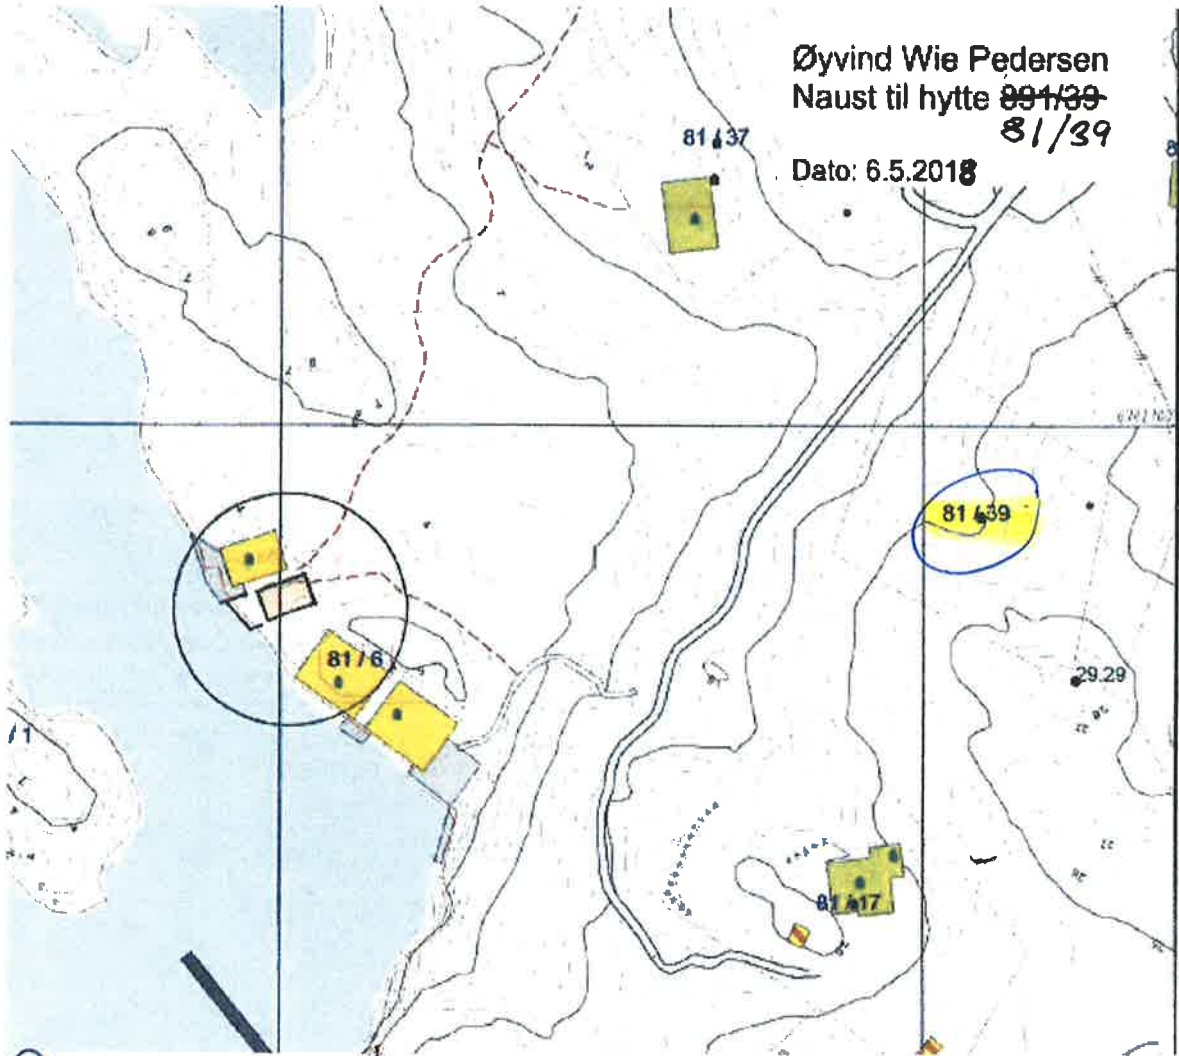 Øyvind Wie Pedersen
Naust til hytte 891/39
81/39
Dato: 6.5.2018
81/37
81/39
81/6
29.29
81/17